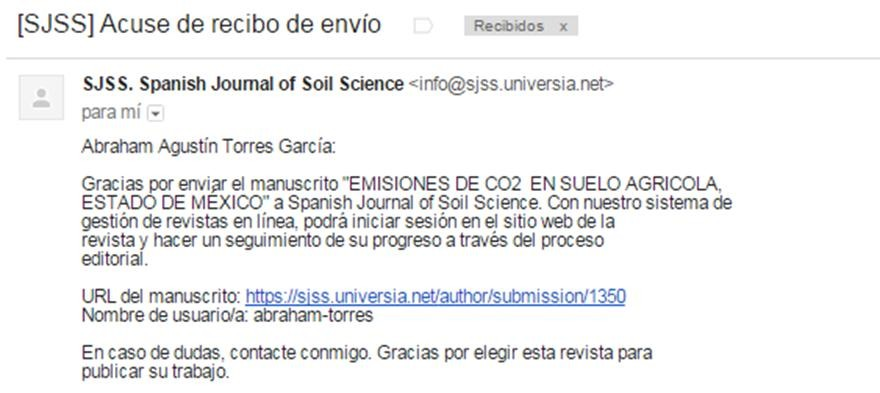 [SJSS] Acuse de recibo de envío
Recibidos x
SJSS. Spanish Journal of Soil Science <info@sjss.universia.net>
para mí
Abraham Agustín Torres García:
Gracias por enviar el manuscrito "EMISIONES DE CO2 EN SUELO AGRICOLA,
ESTADO DE MÉXICO" a Spanish Journal of Soil Science. Con nuestro sistema de
gestión de revistas en línea, podrá iniciar sesión en el sitio web de la
revista y hacer un seguimiento de su progreso a través del proceso
editorial.
URL del manuscrito: https://sjss.universia.net/author/submission/1350
Nombre de usuario/a: abraham-torres
En caso de dudas, contacte conmigo. Gracias por elegir esta revista para
publicar su trabajo.